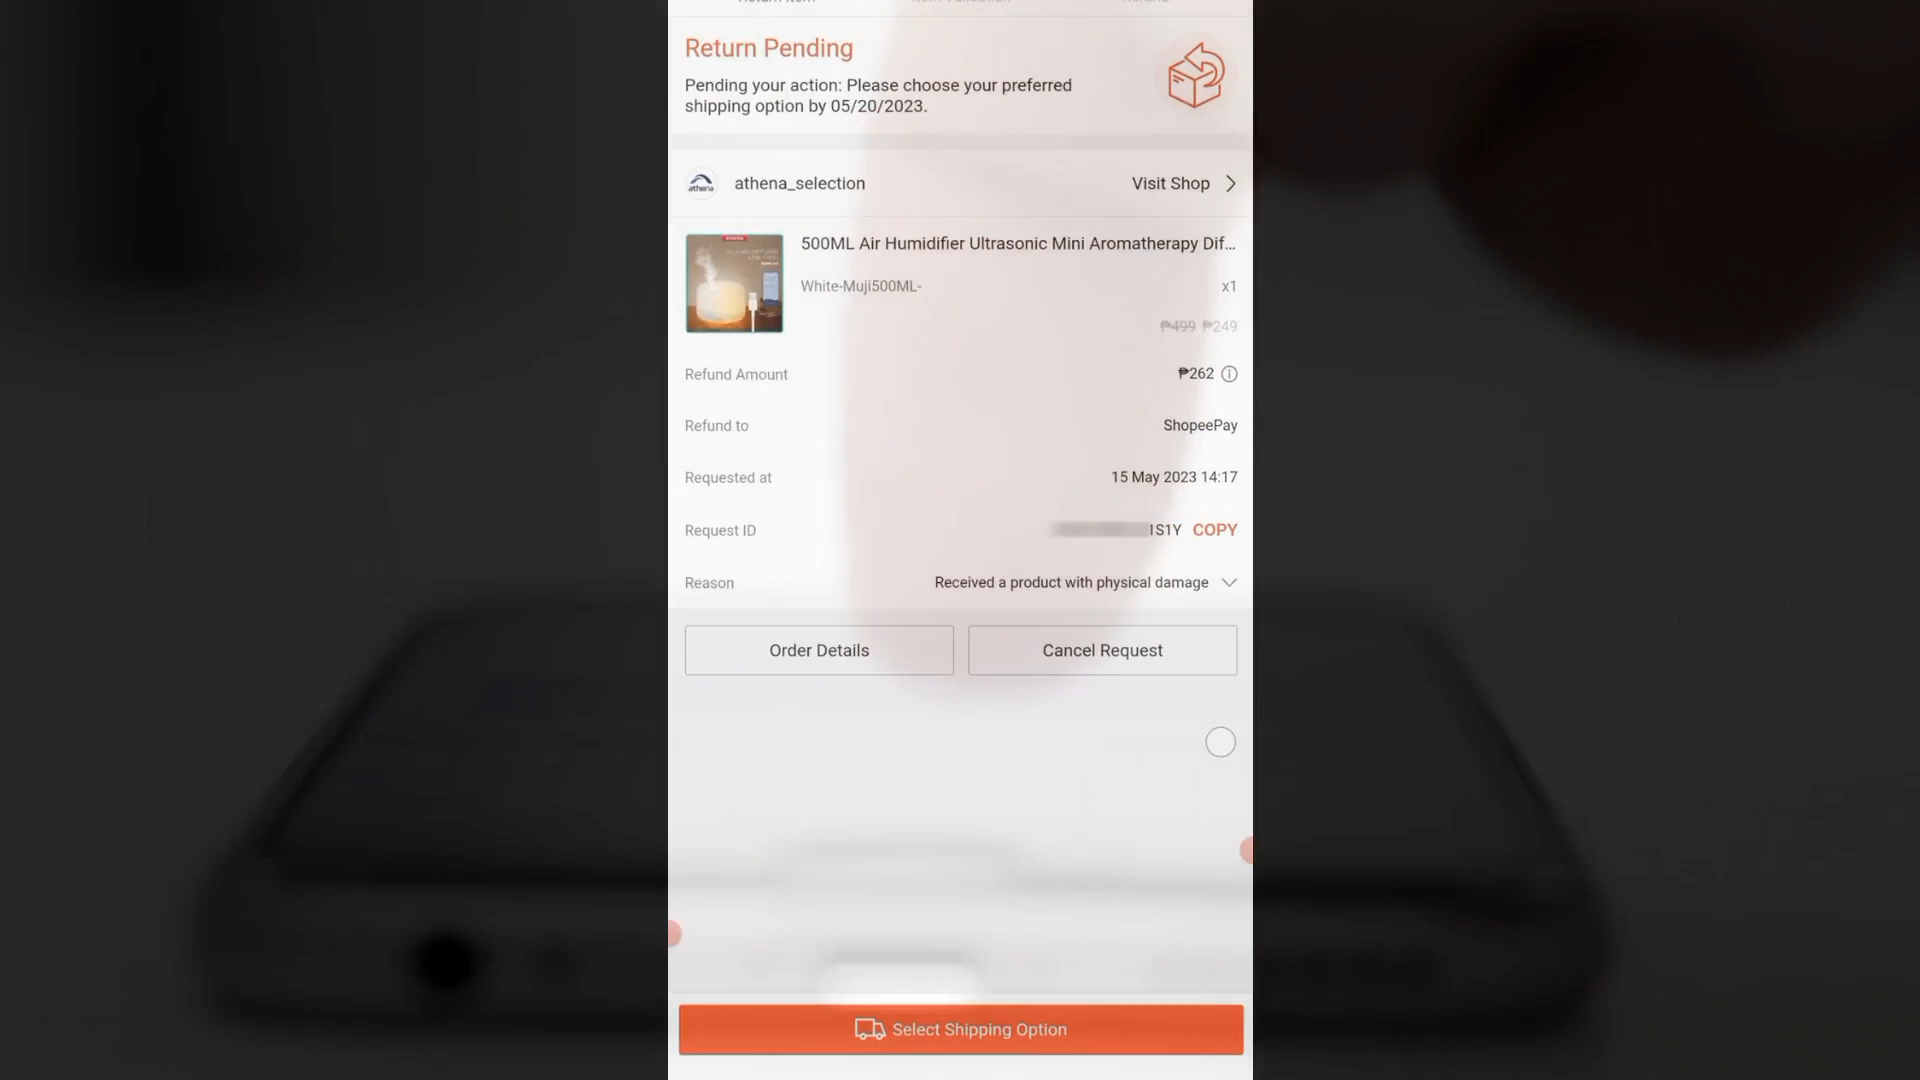 Return Pending
Pending your action: Please choose your preferred
shipping option by 05/20/2023.
athena
athena_selection
Visit Shop
500ML Air Humidifier Ultrasonic Mini Aromatherapy Dif...
White-Muji500ML-
x1
₱499 ₱249
Refund Amount
₱262
Refund to
ShopeePay
Requested at
15 May 2023 14:17
Request ID
1S1Y COPY
Reason
Received a product with physical damage
Order Details
Cancel Request
Select Shipping Option